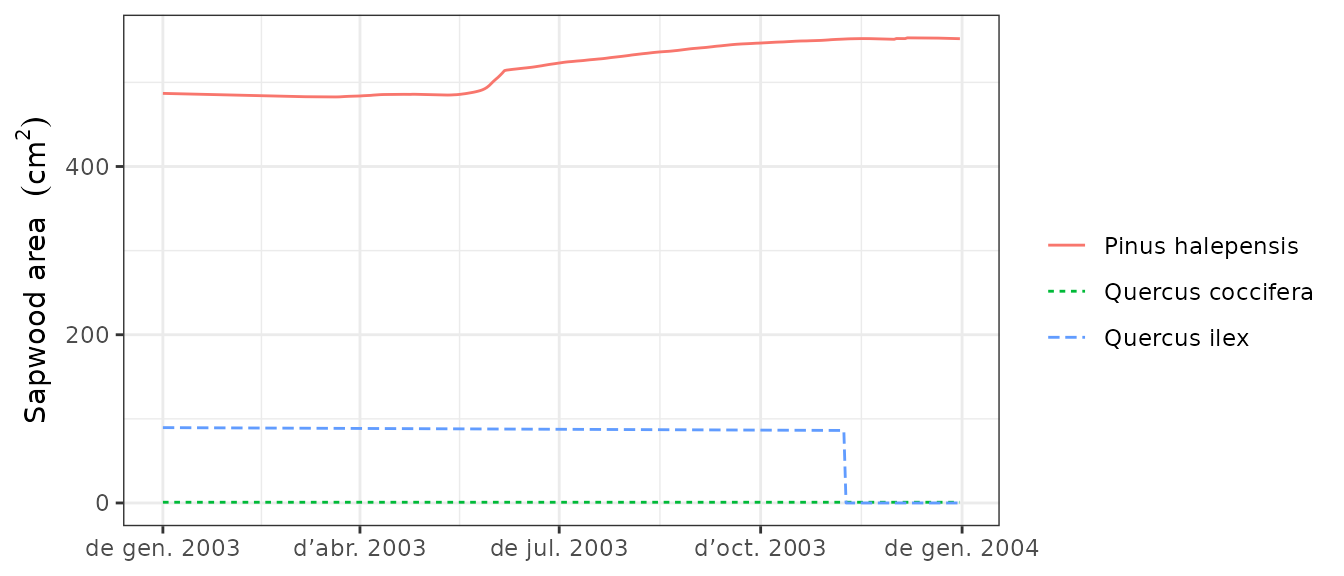 Sapwood area (cm²)
400
200
0
de gen. 2003 d’abr. 2003 de jul. 2003 d’oct. 2003 de gen. 2004
Pinus halepensis
Quercus coccifera
Quercus ilex